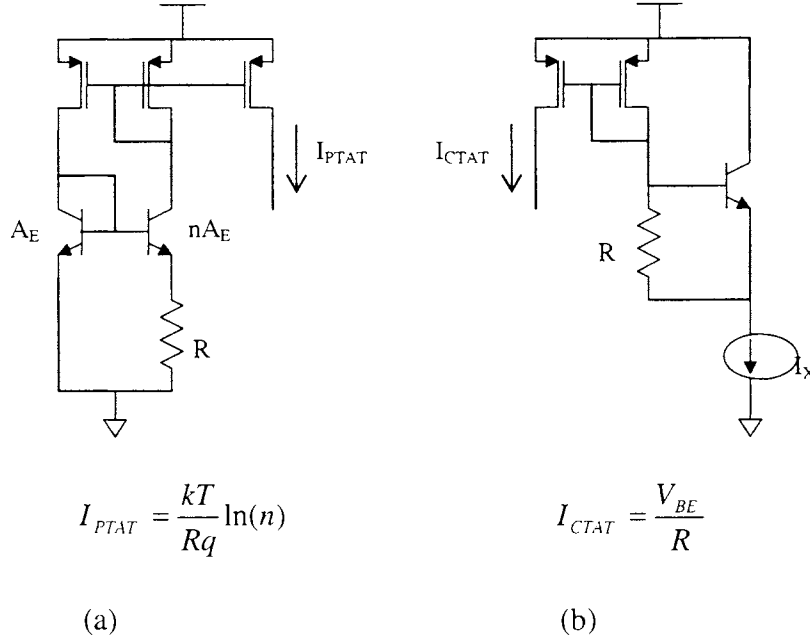 I_PTAT
I_CTAT
A_E
nA_E
R
R
I_X
I_PTAT = kT/Rq ln(n)
I_CTAT = V_BE/R
(a)
(b)